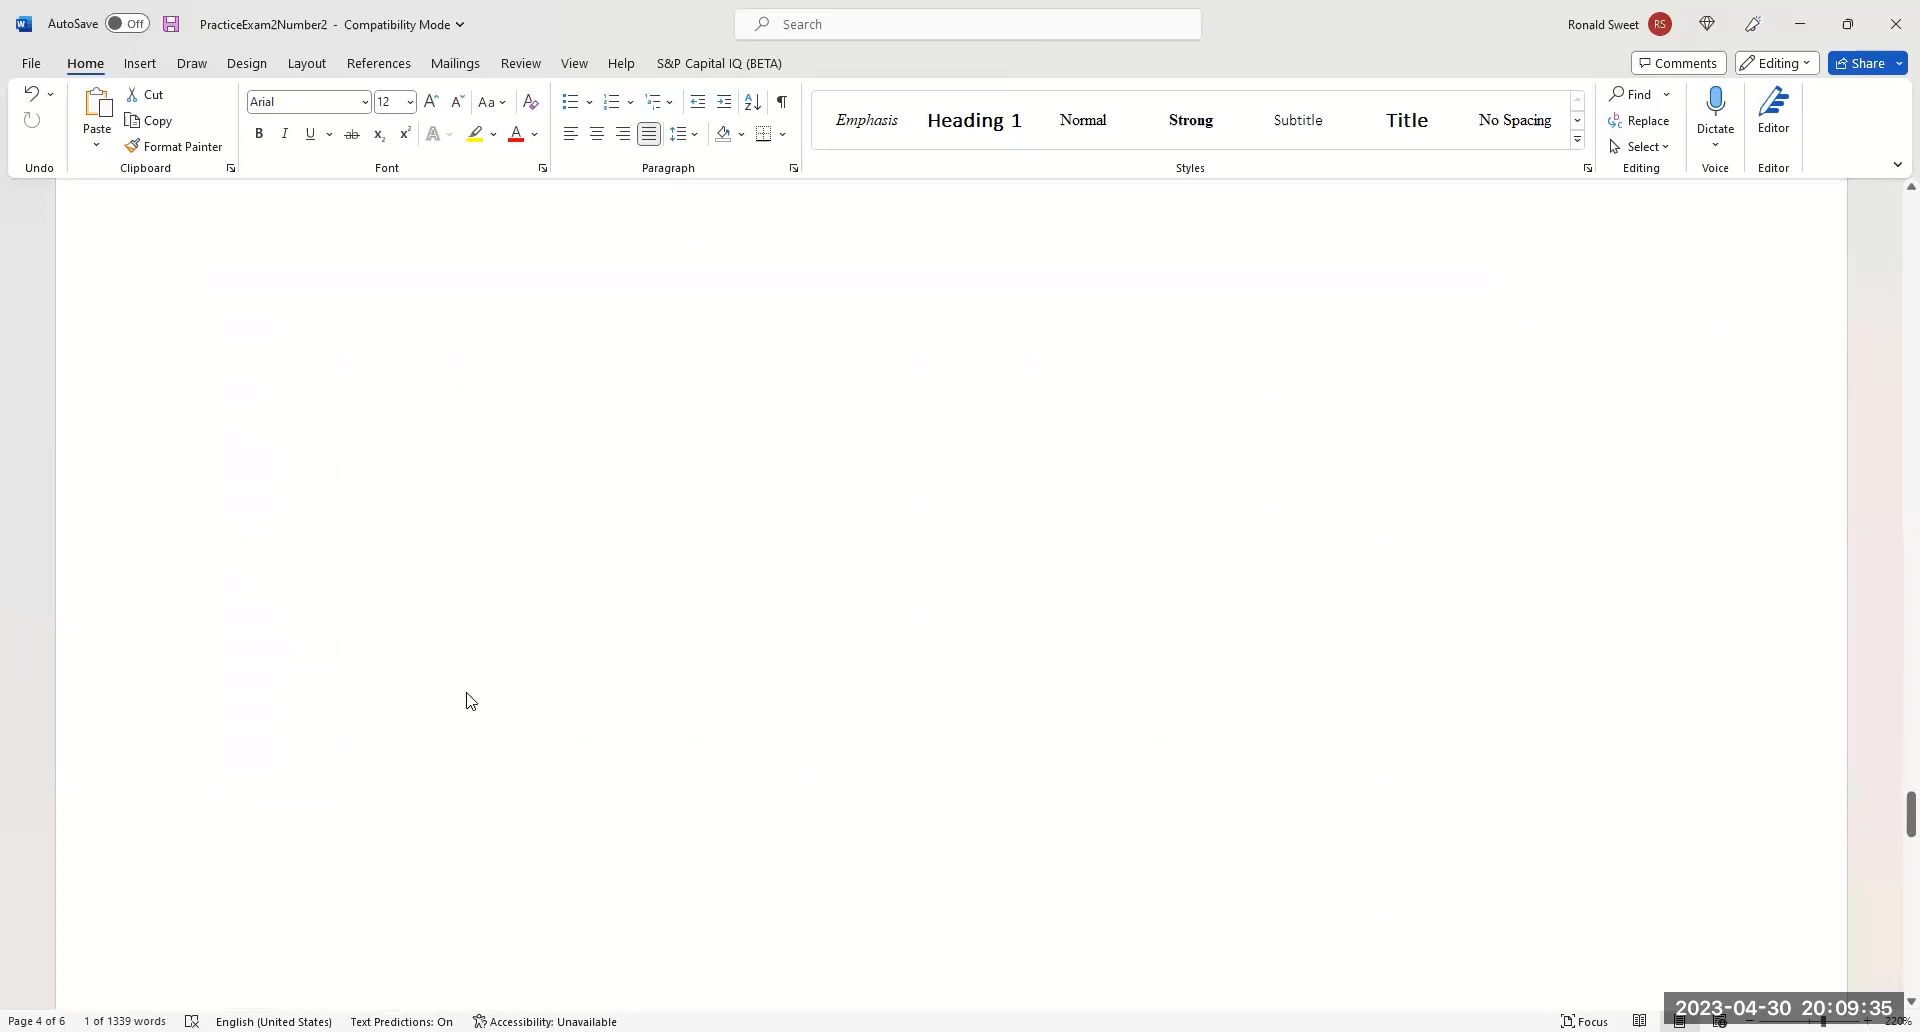 AutoSave Off PracticeExam2Number2 - Compatibility Mode Search Ronald Sweet RS
File Home Insert Draw Design Layout References Mailings Review View Help S&P Capital IQ (BETA) Comments Editing Share
Paste Cut Copy Format Painter
Arial 12 Aa
Emphasis Heading 1 Normal Strong Subtitle Title No Spacing
Find Replace Select
Dictate Editor
Undo Clipboard Font Paragraph Styles Editing Voice Editor
2023-04-30 20:09:35
Page 4 of 6 1 of 1339 words English (United States) Text Predictions: On Accessibility: Unavailable Focus 220%